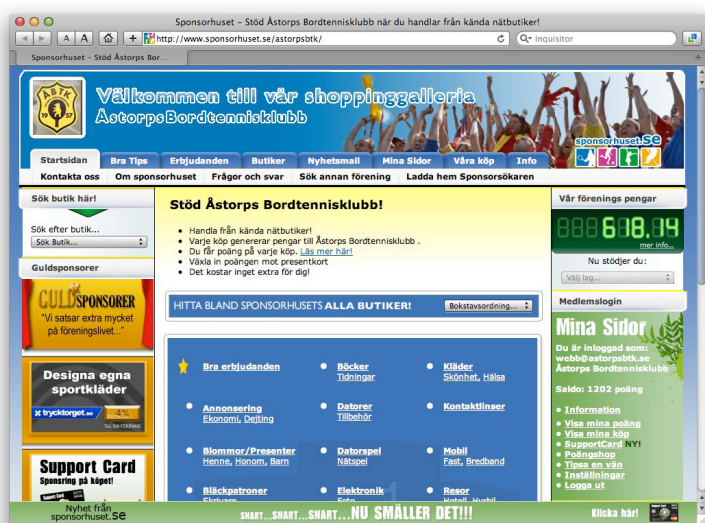 Sponsorhuset – Stöd Åstorps Bordtennisklubb när du handlar från kända nätbutiker!
A A
http://www.sponsorhuset.se/astorpsbtk/
Inquisitor
Sponsorhuset – Stöd Åstorps Bor...
ÅBTK
19 57
Välkommen till vår shoppinggalleria
Åstorps Bordtennisklubb
sponsorhuset.se
Startsidan Bra Tips Erbjudanden Butiker Nyhetsmail Mina Sidor Våra köp Info
Kontakta oss Om sponsorhuset Frågor och svar Sök annan förening Ladda hem Sponsorsökaren
Sök butik här!
Sök efter butik...
Sök Butik...
Guldsponsorer
GULDSPONSORER
"Vi satsar extra mycket
på föreningslivet..."
Designa egna
sportkläder
trycktorget.se 4%
TILL DIN FÖRENING
Support Card
Sponsring på köpet!
Stöd Åstorps Bordtennisklubb!
Handla från kända nätbutiker!
Varje köp genererar pengar till Åstorps Bordtennisklubb .
Du får poäng på varje köp. Läs mer här!
Växla in poängen mot presentkort
Det kostar inget extra för dig!
HITTA BLAND SPONSORHUSETS ALLA BUTIKER! Bokstavsordning...
Bra erbjudanden
Böcker
Tidningar
Kläder
Skönhet, Hälsa
Annonsering
Ekonomi, Dejting
Datorer
Tillbehör
Kontaktlinser
Blommor/Presenter
Henne, Honom, Barn
Datorspel
Nätspel
Mobil
Fast, Bredband
Bläckpatroner
Skrivare
Elektronik
Foto
Resor
Hotell, Hyrbil
Vår förenings pengar
618,14
mer info...
Nu stödjer du:
Välj lag...
Medlemslogin
Mina Sidor
Du är inloggad som:
webb@astorpsbtk.se
Åstorps Bordtennisklubb
Saldo: 1202 poäng
Information
Visa mina poäng
Visa mina köp
SupportCard NY!
Poängshop
Tipsa en vän
Inställningar
Logga ut
Nyhet från
sponsorhuset.se
SNART...SNART...SNART...NU SMÄLLER DET!!!
Klicka här!